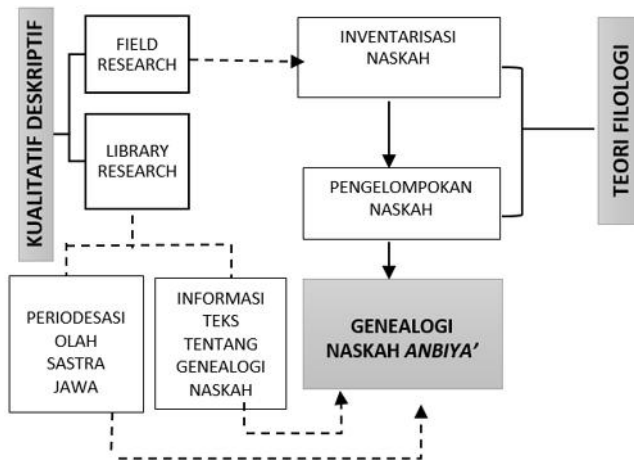 KUALITATIF DESKRIPTIF
FIELD
RESEARCH
LIBRARY
RESEARCH
INVENTARISASI
NASKAH
PENGELOMPOKAN
NASKAH
TEORI FILOLOGI
PERIODESASI
OLAH
SASTRA
JAWA
INFORMASI
TEKS
TENTANG
GENEALOGI
NASKAH
GENEALOGI
NASKAH ANBIYA’